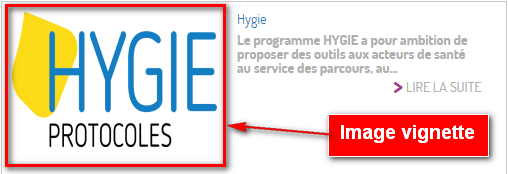 HYGIE
PROTOCOLES
Hygie
Le programme HYGIE a pour ambition de
proposer des outils aux acteurs de santé
au service des parcours, au...
> LIRE LA SUITE
Image vignette